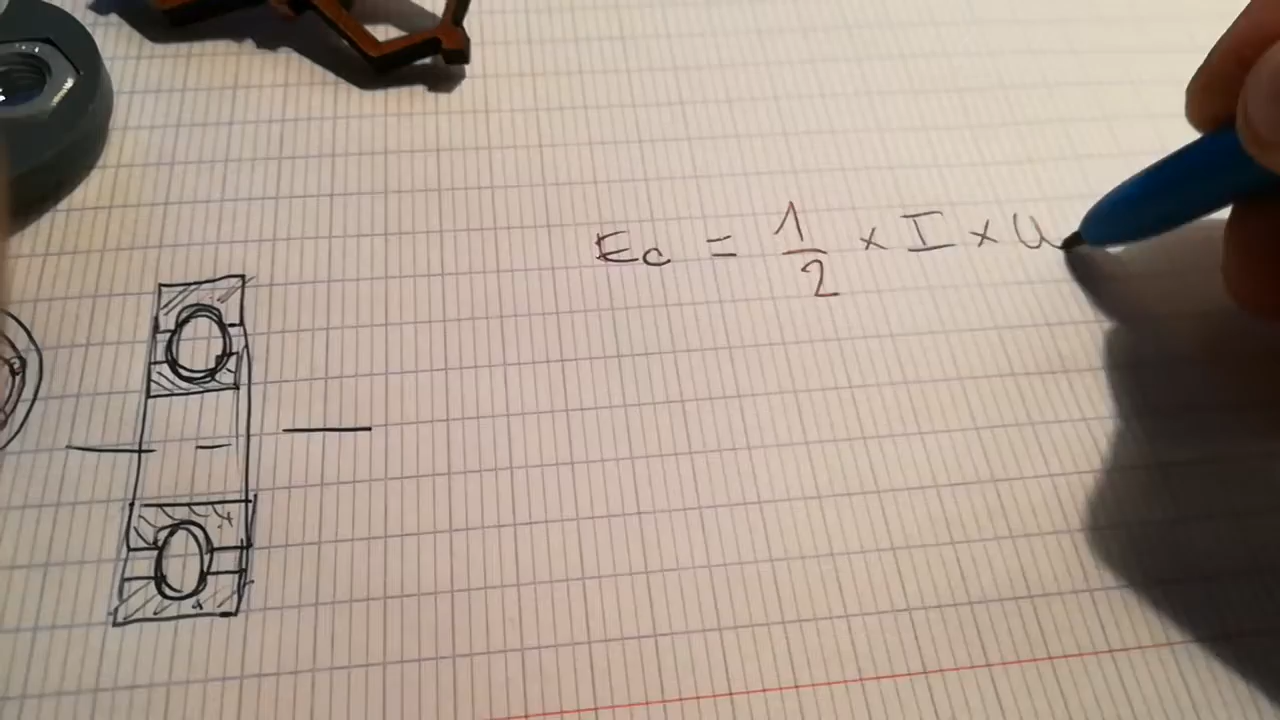 Ec = 1/2 × I × ω